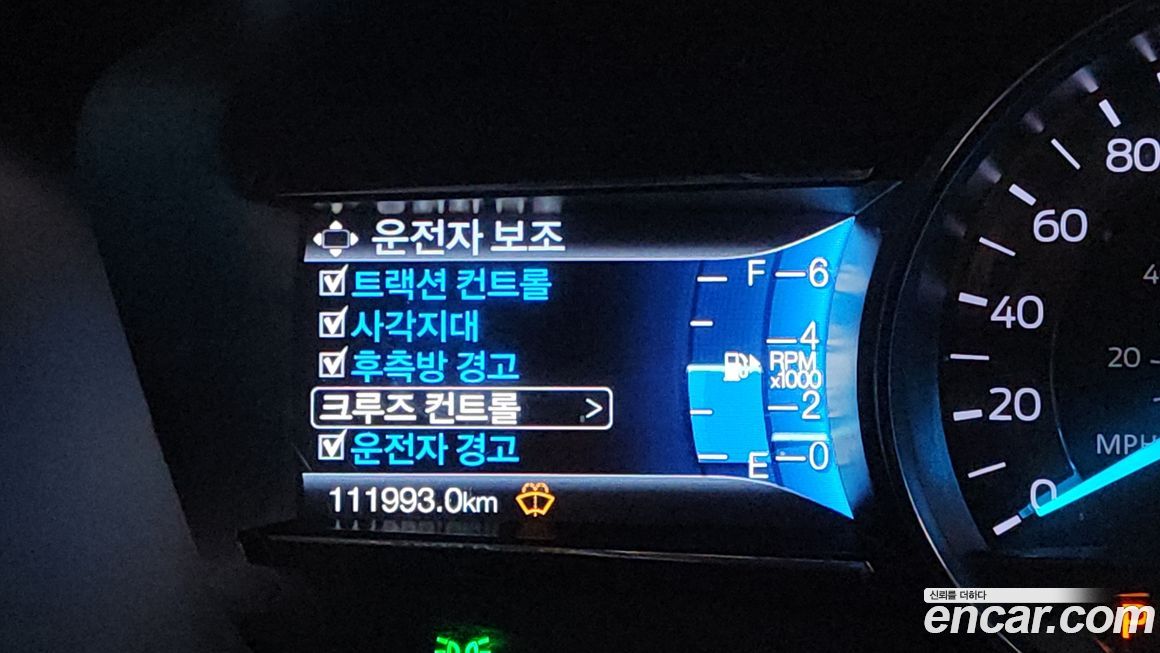 운전자 보조
트랙션 컨트롤
사각지대
후측방 경고
크루즈 컨트롤 >
운전자 경고
111993.0km
F
E
6
4
RPM
x1000
2
0
80
60
40
20
0
20
MPH
4
P
신뢰를 더하다
encar.com